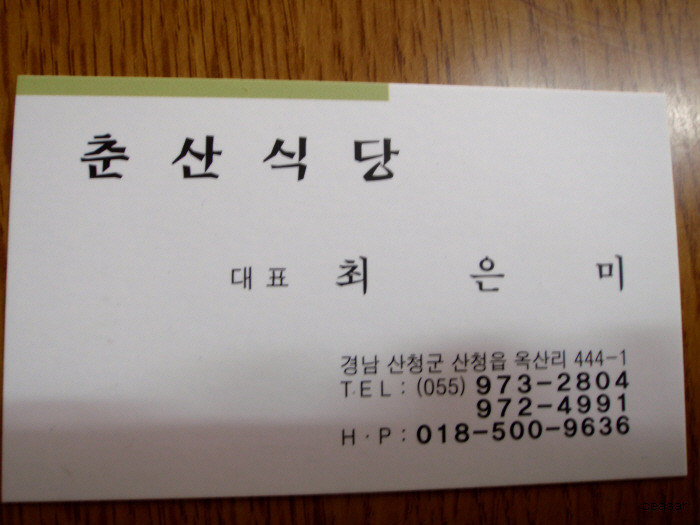 춘산식당
대표 최은미
경남 산청군 산청읍 옥산리 444-1
TEL : (055) 973-2804
972-4991
H·P : 018-500-9636
ceasar